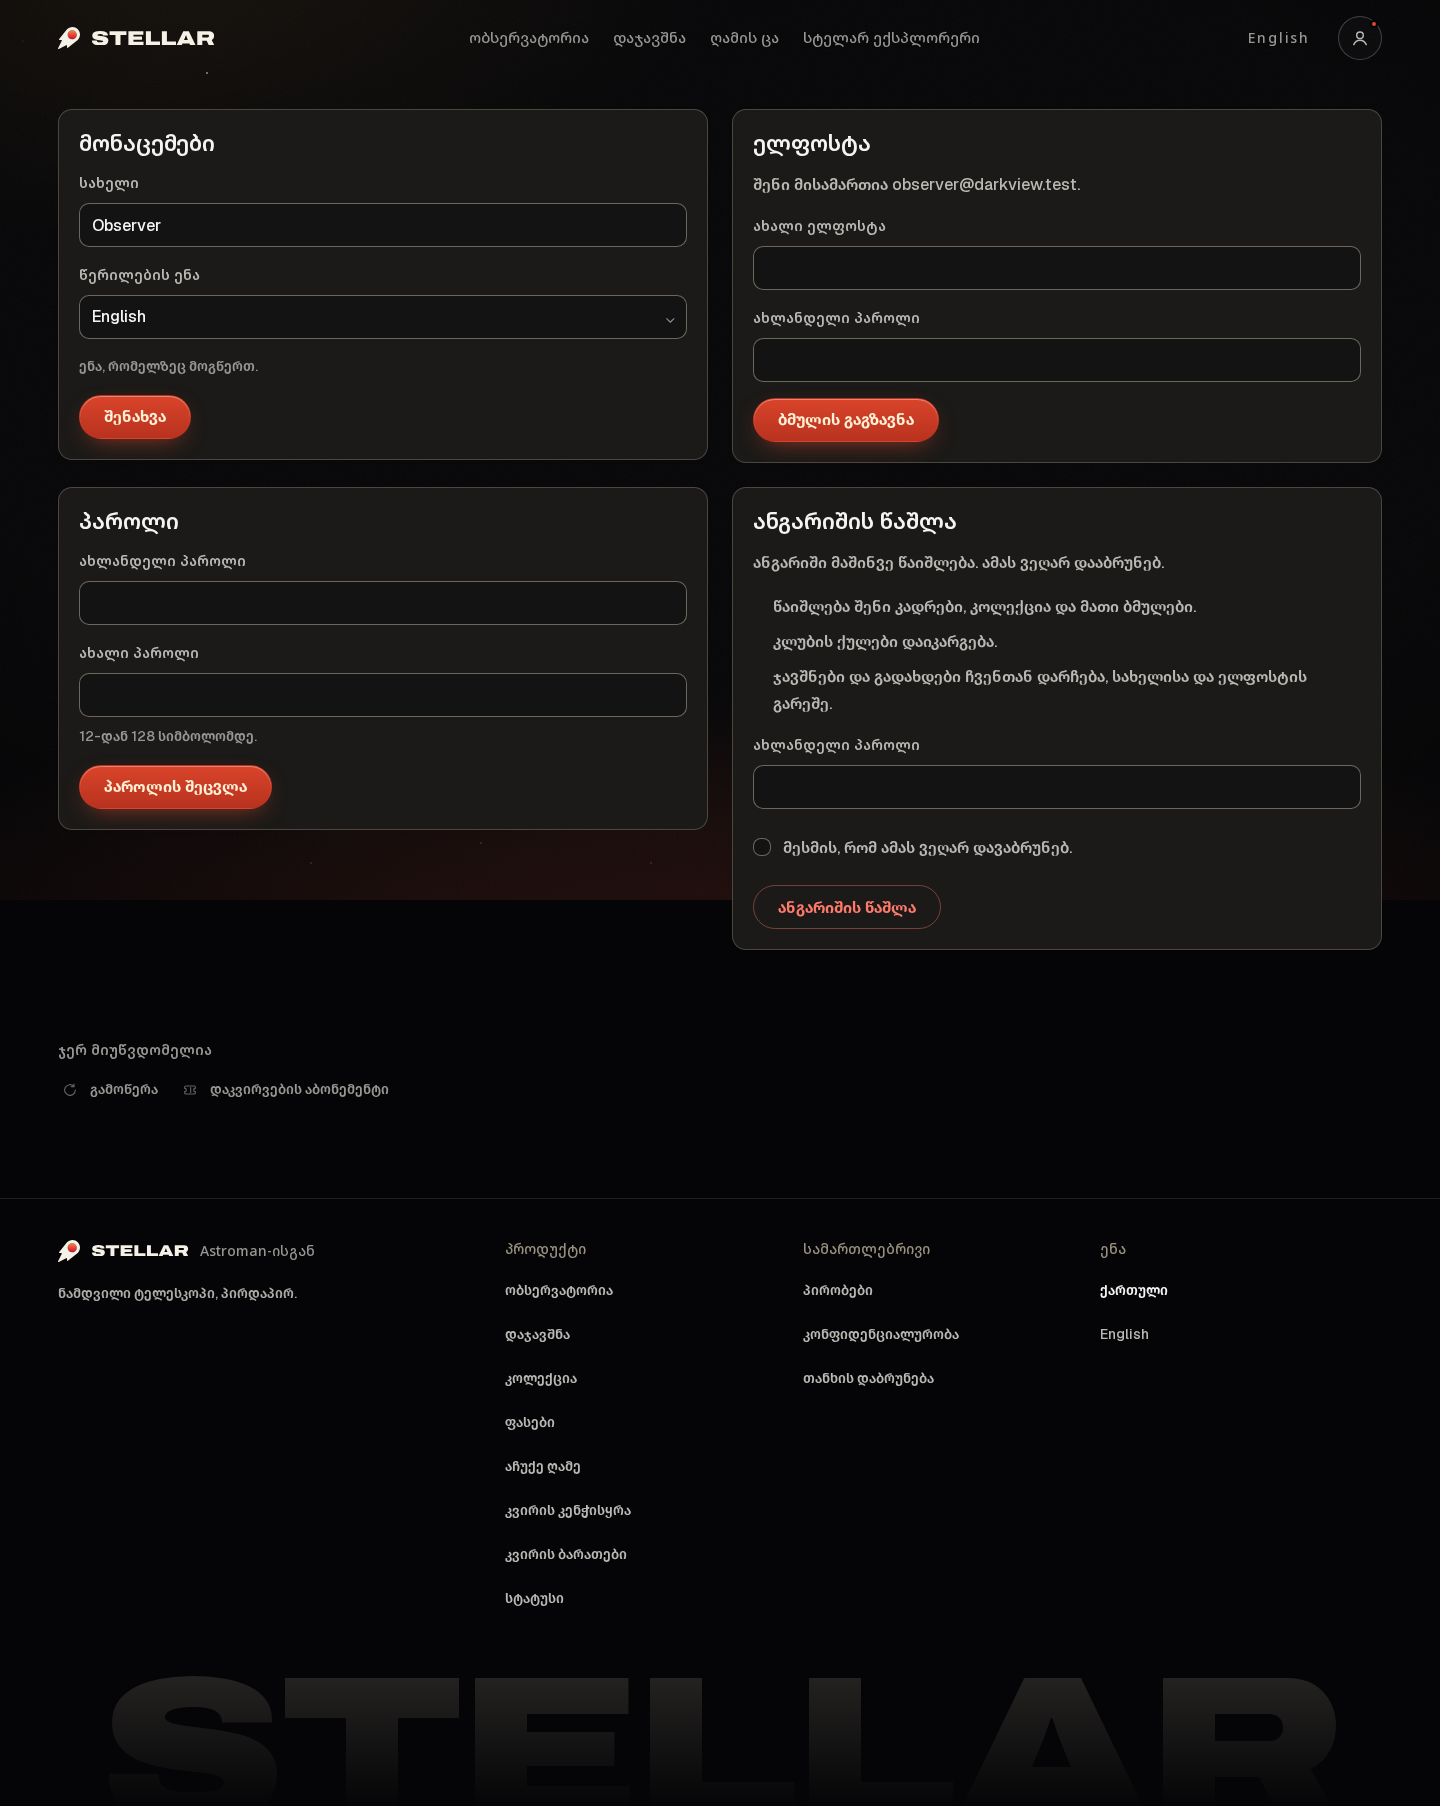 STELLAR
ობსერვატორია
დაჯავშნა
ღამის ცა
სტელარ ექსპლორერი
English
მონაცემები
სახელი
Observer
წერილების ენა
English
ენა, რომელზეც მოგწერთ.
შენახვა
ელფოსტა
შენი მისამართია observer@darkview.test.
ახალი ელფოსტა
ახლანდელი პაროლი
ბმულის გაგზავნა
პაროლი
ახლანდელი პაროლი
ახალი პაროლი
12-დან 128 სიმბოლომდე.
პაროლის შეცვლა
ანგარიშის წაშლა
ანგარიში მაშინვე წაიშლება. ამას ვეღარ დააბრუნებ.
წაიშლება შენი კადრები, კოლექცია და მათი ბმულები.
კლუბის ქულები დაიკარგება.
ჯავშნები და გადახდები ჩვენთან დარჩება, სახელისა და ელფოსტის
გარეშე.
ახლანდელი პაროლი
მესმის, რომ ამას ვეღარ დავაბრუნებ.
ანგარიშის წაშლა
ჯერ მიუწვდომელია
გამოწერა
დაკვირვების აბონემენტი
STELLAR Astroman-ისგან
ნამდვილი ტელესკოპი, პირდაპირ.
პროდუქტი
ობსერვატორია
დაჯავშნა
კოლექცია
ფასები
აჩუქე ღამე
კვირის კენჭისყრა
კვირის ბარათები
სტატუსი
სამართლებრივი
პირობები
კონფიდენციალურობა
თანხის დაბრუნება
ენა
ქართული
English
STELLAR